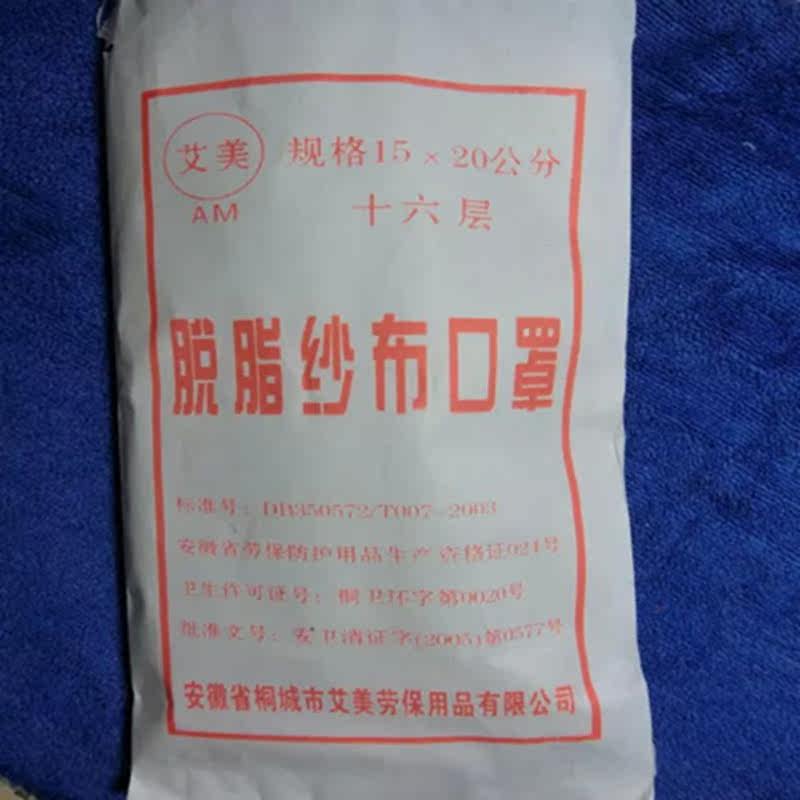 艾美 规格15×20公分
AM 十六层
脱脂纱布口罩
标准号：DB350572/T007-2003
安徽省劳保防护用品生产资格证024号
卫生许可证号：桐卫环字第0020号
批准文号：安卫消证字(2005)第0577号
安徽省桐城市艾美劳保用品有限公司